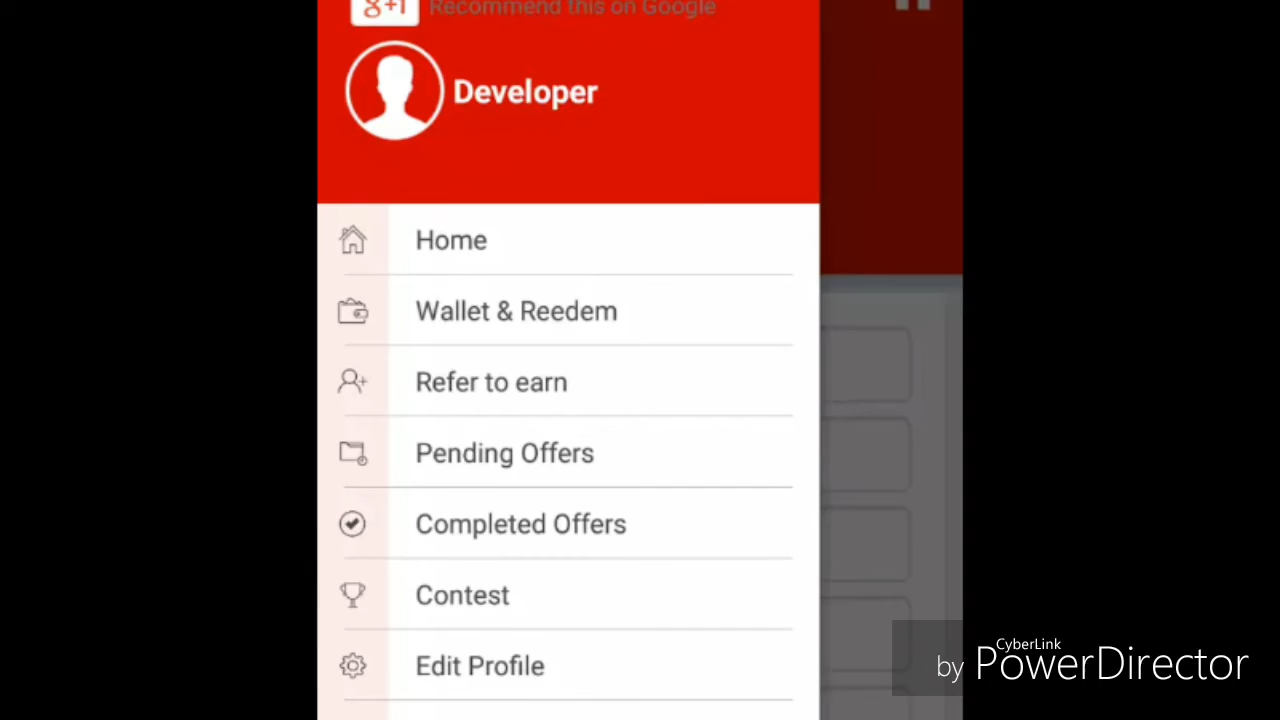 g+1 Recommend this on Google
Developer
Home
Wallet & Reedem
Refer to earn
Pending Offers
Completed Offers
Contest
Edit Profile
CyberLink
by PowerDirector